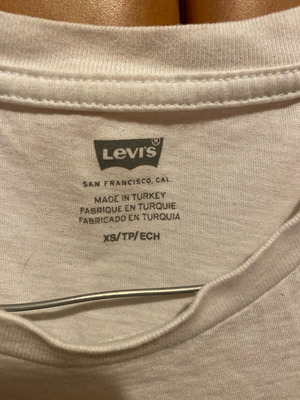 Levi's
SAN FRANCISCO, CAL.
MADE IN TURKEY
FABRIQUE EN TURQUIE
FABRICADO EN TURQUIA
XS/TP/ECH